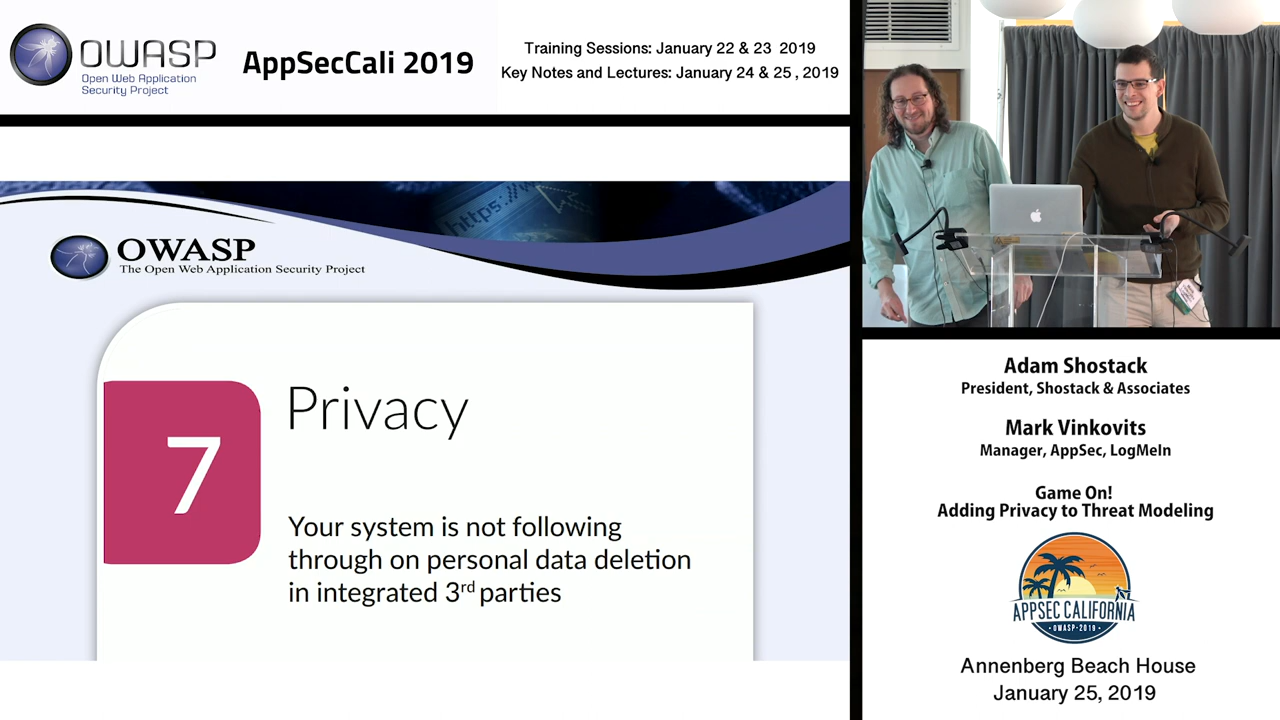 OWASP
Open Web Application
Security Project
AppSecCali 2019
Training Sessions: January 22 & 23 2019
Key Notes and Lectures: January 24 & 25 , 2019
https:
OWASP
The Open Web Application Security Project
7
Privacy
Your system is not following
through on personal data deletion
in integrated 3rd parties
Adam Shostack
President, Shostack & Associates
Mark Vinkovits
Manager, AppSec, LogMeIn
Game On!
Adding Privacy to Threat Modeling
APPSEC CALIFORNIA
• OWASP-2019 •
Annenberg Beach House
January 25, 2019